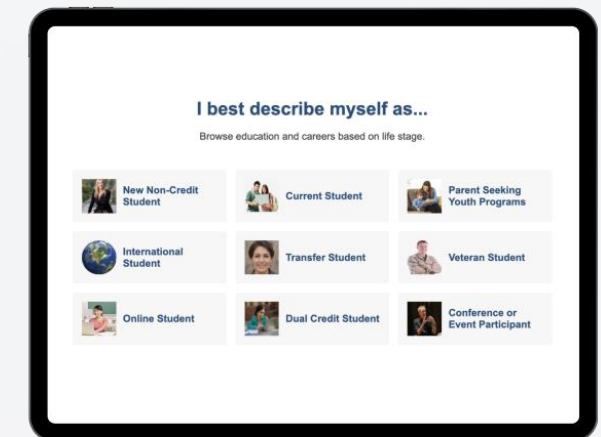 I best describe myself as...
Browse education and careers based on life stage.
New Non-Credit
Student
Current Student
Parent Seeking
Youth Programs
International
Student
Transfer Student
Veteran Student
Online Student
Dual Credit Student
Conference or
Event Participant